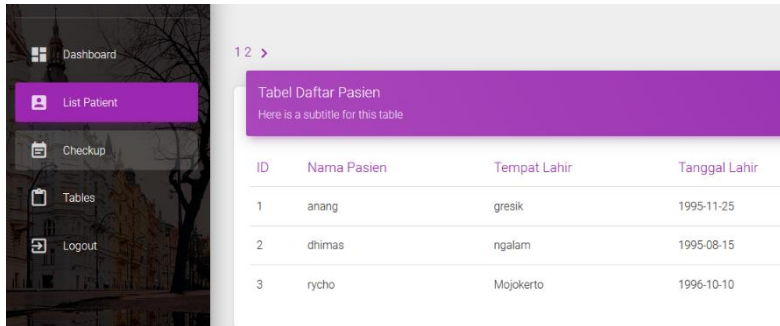 Dashboard
List Patient
Checkup
Tables
Logout
1 2
Tabel Daftar Pasien
Here is a subtitle for this table
ID Nama Pasien Tempat Lahir Tanggal Lahir
1 anang gresik 1995-11-25
2 dhimas ngalam 1995-08-15
3 rycho Mojokerto 1996-10-10